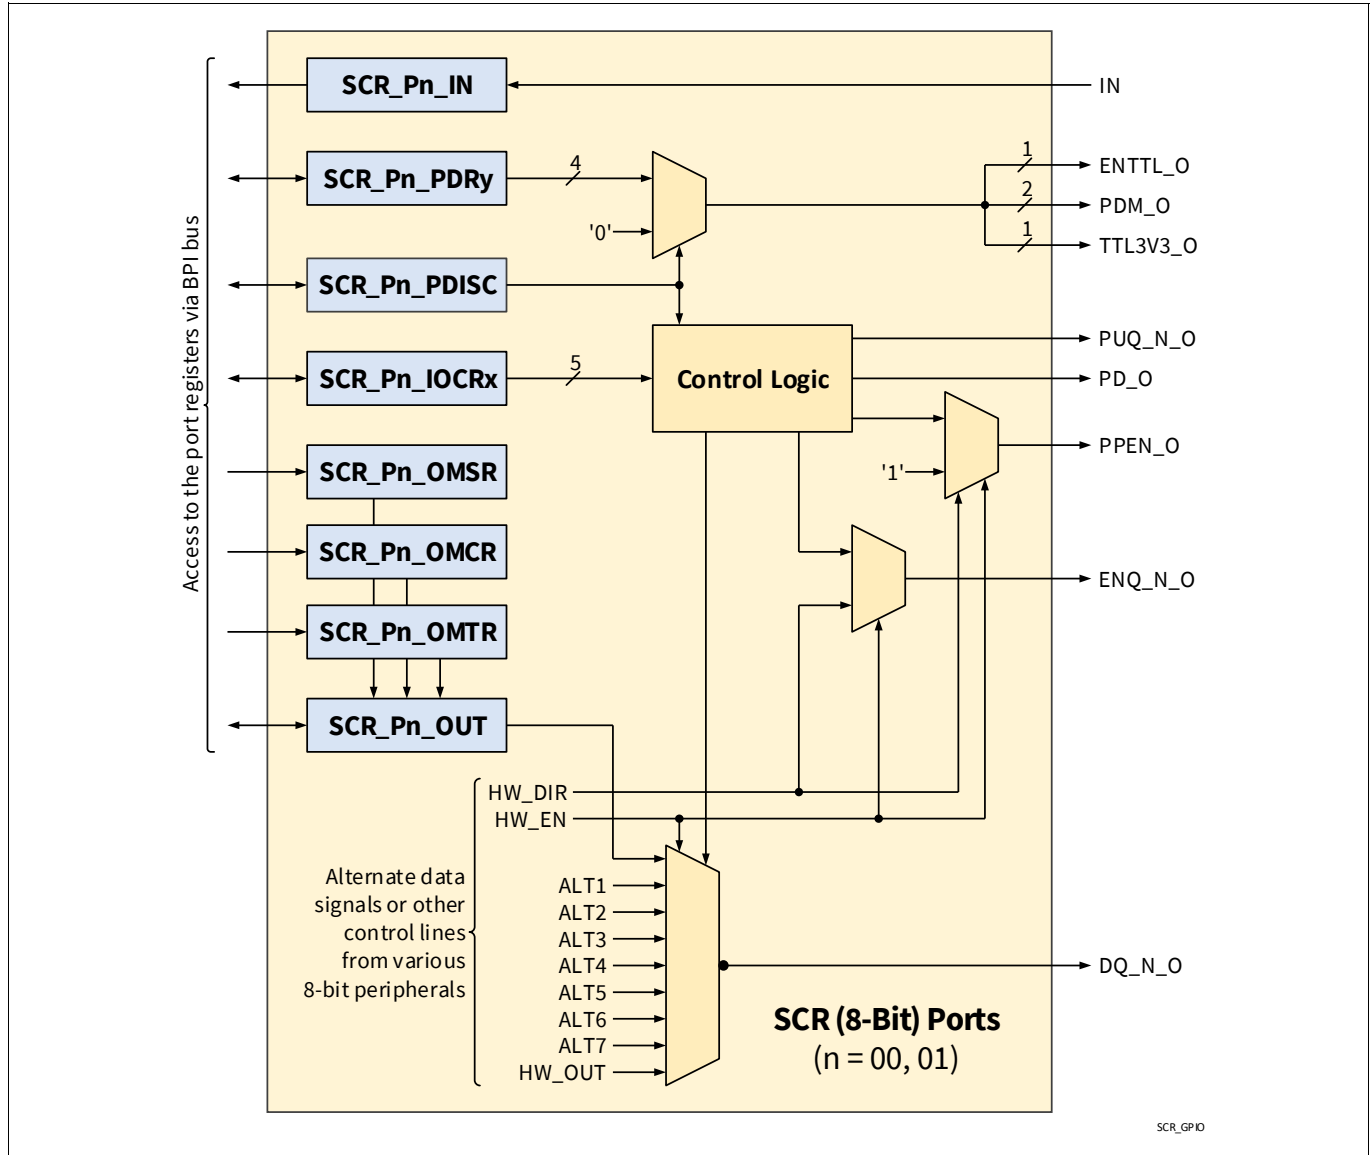 SCR_Pn_IN
IN
SCR_Pn_PDRy
4
'0'
1
ENTTL_O
2
PDM_O
1
TTL3V3_O
SCR_Pn_PDISC
SCR_Pn_IOCRx
5
Control Logic
PUQ_N_O
PD_O
'1'
PPEN_O
Access to the port registers via BPI bus
SCR_Pn_OMSR
SCR_Pn_OMCR
SCR_Pn_OMTR
SCR_Pn_OUT
ENQ_N_O
HW_DIR
HW_EN
Alternate data
signals or other
control lines
from various
8-bit peripherals
ALT1
ALT2
ALT3
ALT4
ALT5
ALT6
ALT7
HW_OUT
DQ_N_O
SCR (8-Bit) Ports
(n = 00, 01)
SCR_GPIO